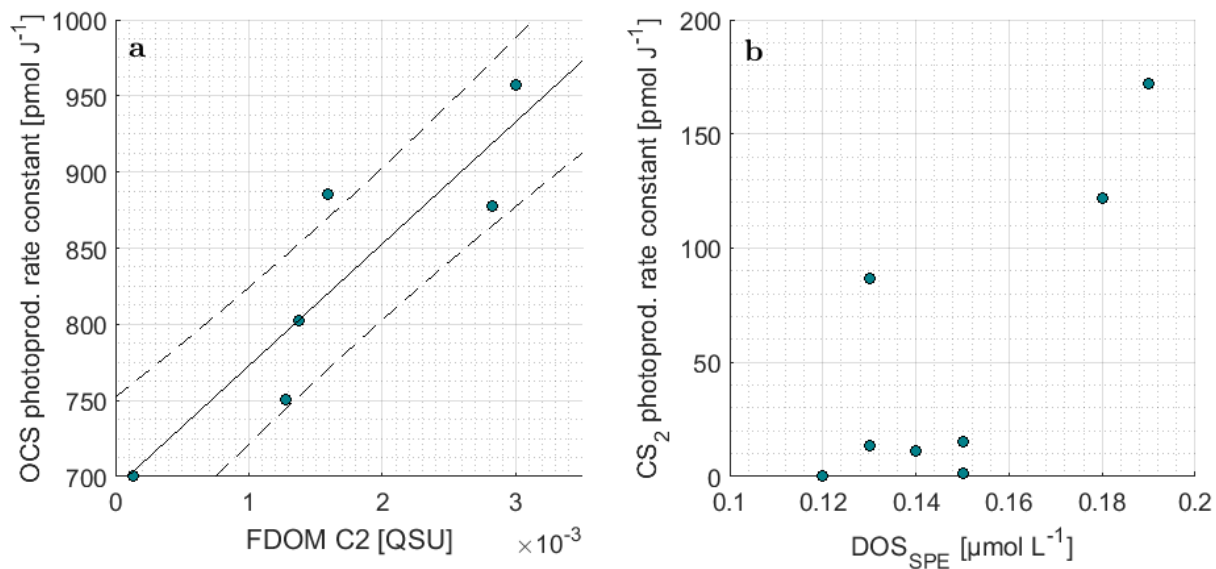 a
OCS photoprod. rate constant [pmol J⁻¹]
1000
950
900
850
800
750
700
0 1 2 3
×10⁻³
FDOM C2 [QSU]
b
CS₂ photoprod. rate constant [pmol J⁻¹]
200
150
100
50
0
0.1 0.12 0.14 0.16 0.18 0.2
DOS_SPE [µmol L⁻¹]